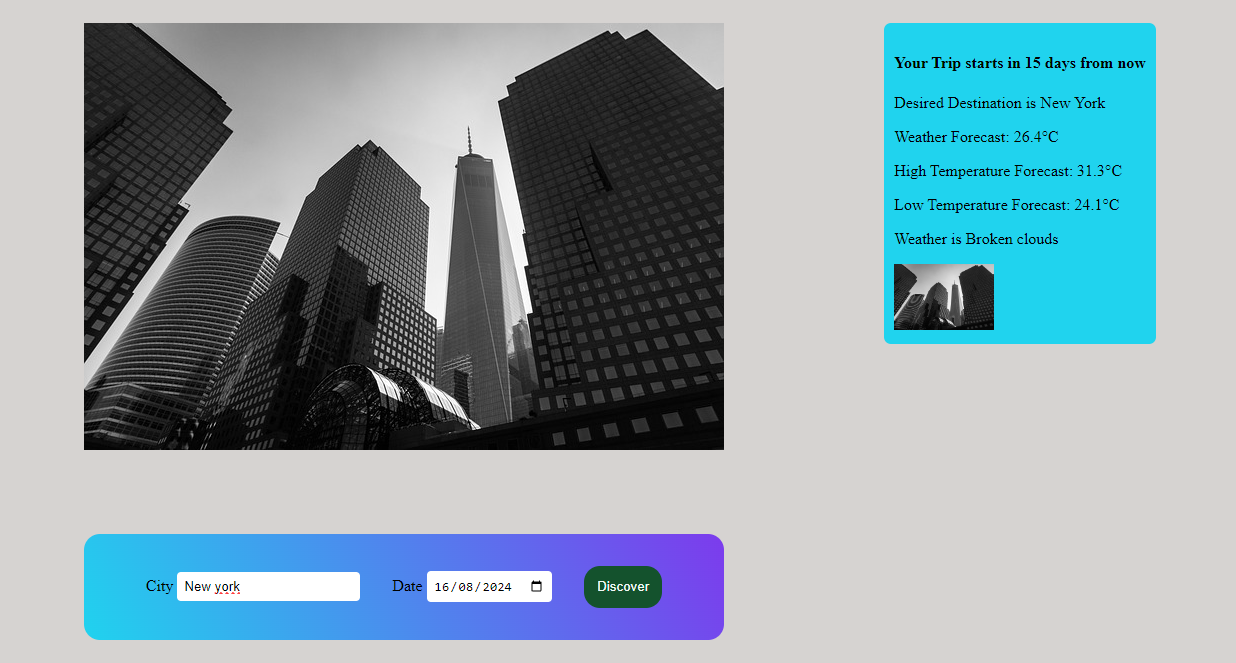 Your Trip starts in 15 days from now
Desired Destination is New York
Weather Forecast: 26.4°C
High Temperature Forecast: 31.3°C
Low Temperature Forecast: 24.1°C
Weather is Broken clouds
City New york Date 16/08/2024 Discover